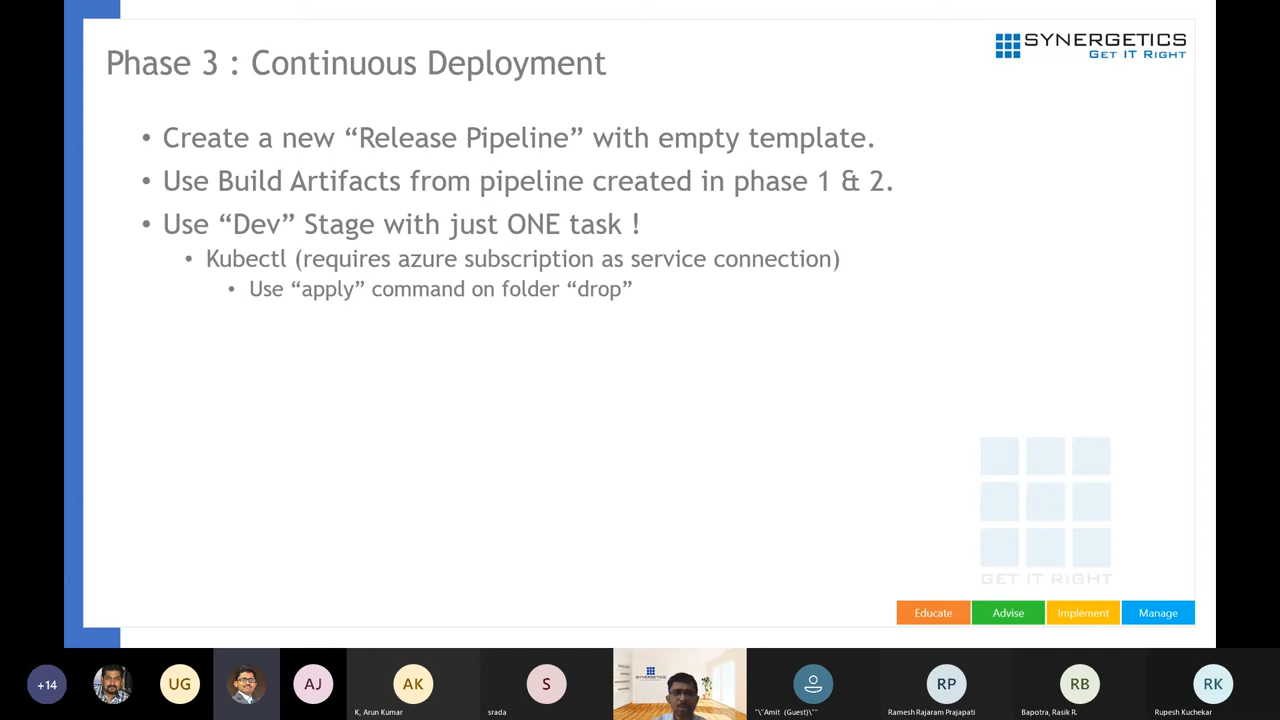 Phase 3 : Continuous Deployment
SYNERGETICS
GET IT RIGHT
• Create a new “Release Pipeline” with empty template.
• Use Build Artifacts from pipeline created in phase 1 & 2.
• Use “Dev” Stage with just ONE task !
• Kubectl (requires azure subscription as service connection)
• Use “apply” command on folder “drop”
GET IT RIGHT
Educate Advise Implement Manage
+14 UG AJ AK S RP RB RK
K, Arun Kumar srada "\"Amit (Guest)\"" Ramesh Rajaram Prajapati Bapotra, Rasik R. Rupesh Kuchekar